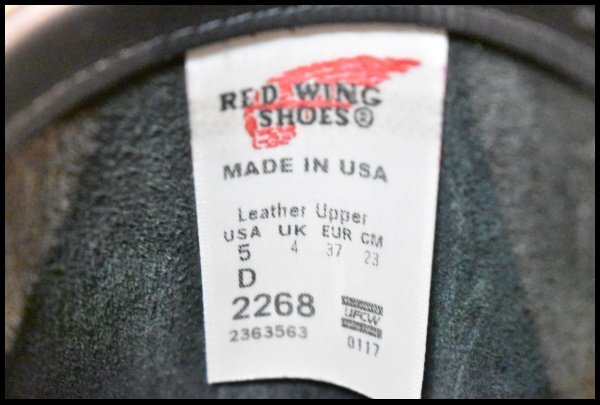 RED WING
SHOES®
MADE IN USA
Leather Upper
USA UK EUR CM
5 4 37 23
D
2268
2363563
UFCW
0117